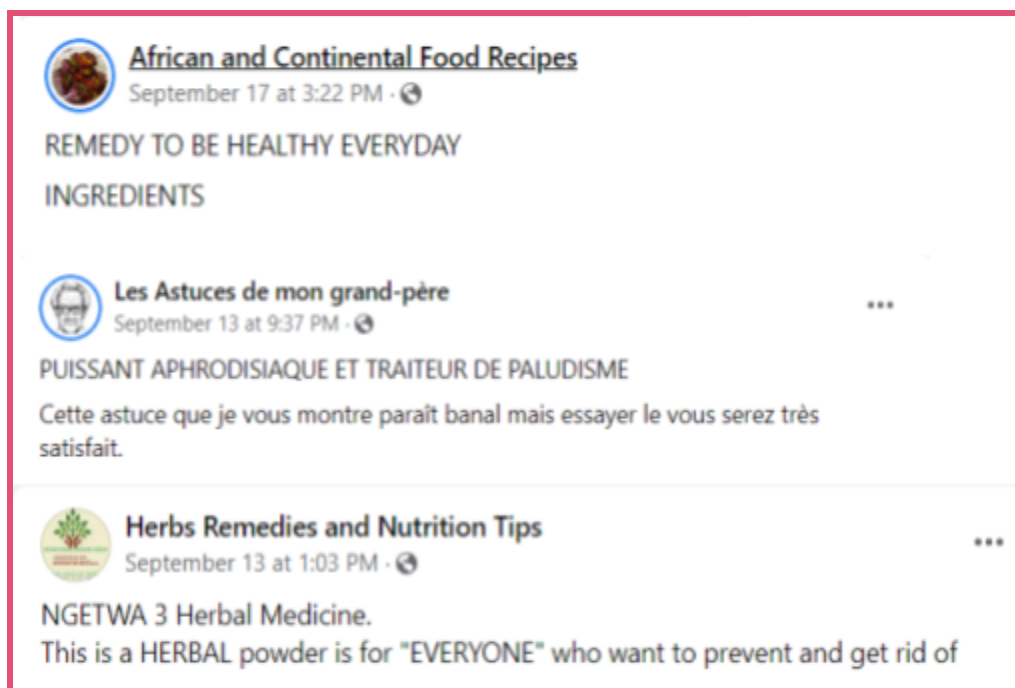 African and Continental Food Recipes
September 17 at 3:22 PM ·
REMEDY TO BE HEALTHY EVERYDAY
INGREDIENTS
Les Astuces de mon grand-père
September 13 at 9:37 PM ·
PUISSANT APHRODISIAQUE ET TRAITEUR DE PALUDISME
Cette astuce que je vous montre paraît banal mais essayer le vous serez très
satisfait.
Herbs Remedies and Nutrition Tips
September 13 at 1:03 PM ·
NGETWA 3 Herbal Medicine.
This is a HERBAL powder is for "EVERYONE" who want to prevent and get rid of